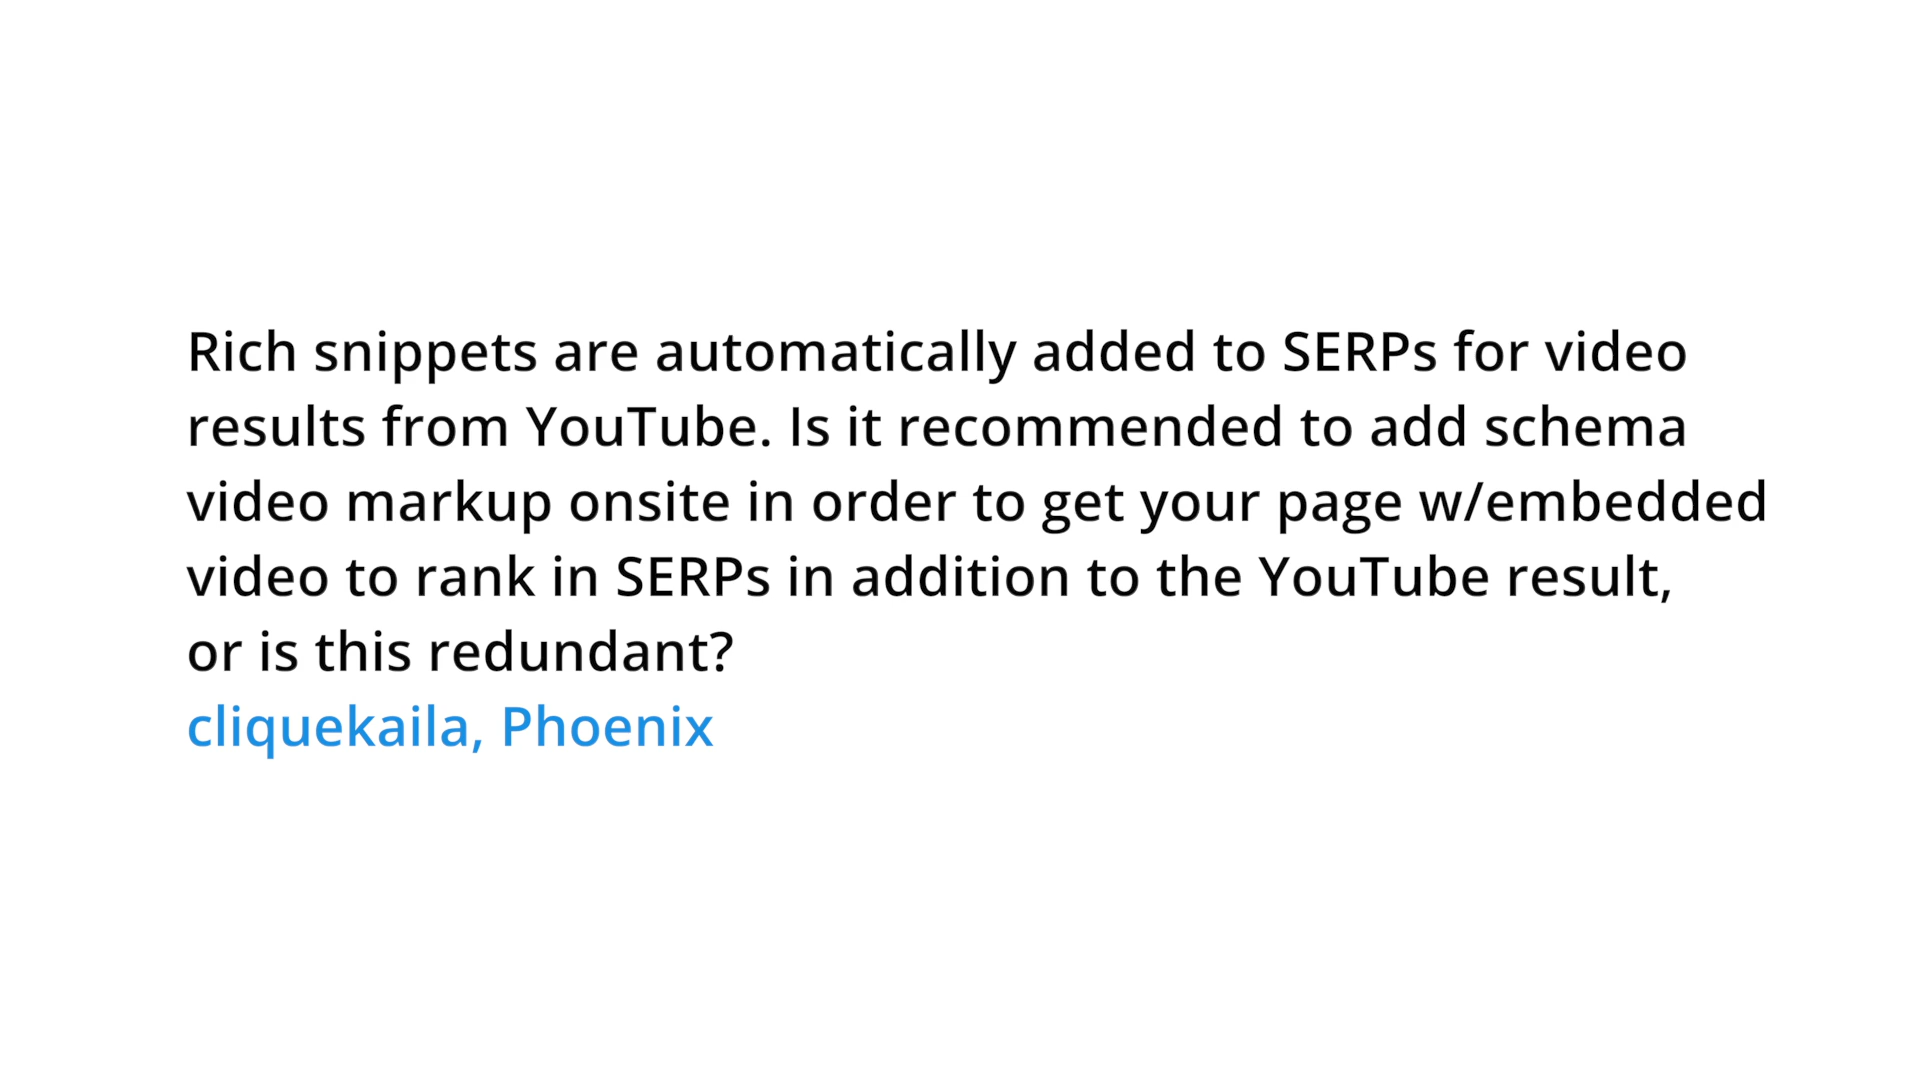 Rich snippets are automatically added to SERPs for video
results from YouTube. Is it recommended to add schema
video markup onsite in order to get your page w/embedded
video to rank in SERPs in addition to the YouTube result,
or is this redundant?
cliquekaila, Phoenix